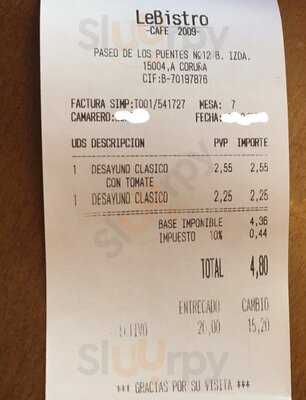 LeBistro
-CAFE 2009-
PASEO DE LOS PUENTES Nº12 B. IZDA.
15004,A CORUÑA
CIF:B-70197876
FACTURA SIMP:T001/541727 MESA: 7
CAMARERO: FECHA:
UDS DESCRIPCION PVP IMPORTE
1 DESAYUNO CLASICO 2,55 2,55
CON TOMATE
1 DESAYUNO CLASICO 2,25 2,25
BASE IMPONIBLE 4,36
IMPUESTO 10% 0,44
TOTAL 4,80
ENTREGADO CAMBIO
20,00 15,20
*** GRACIAS POR SU VISITA ***
Sluurpy